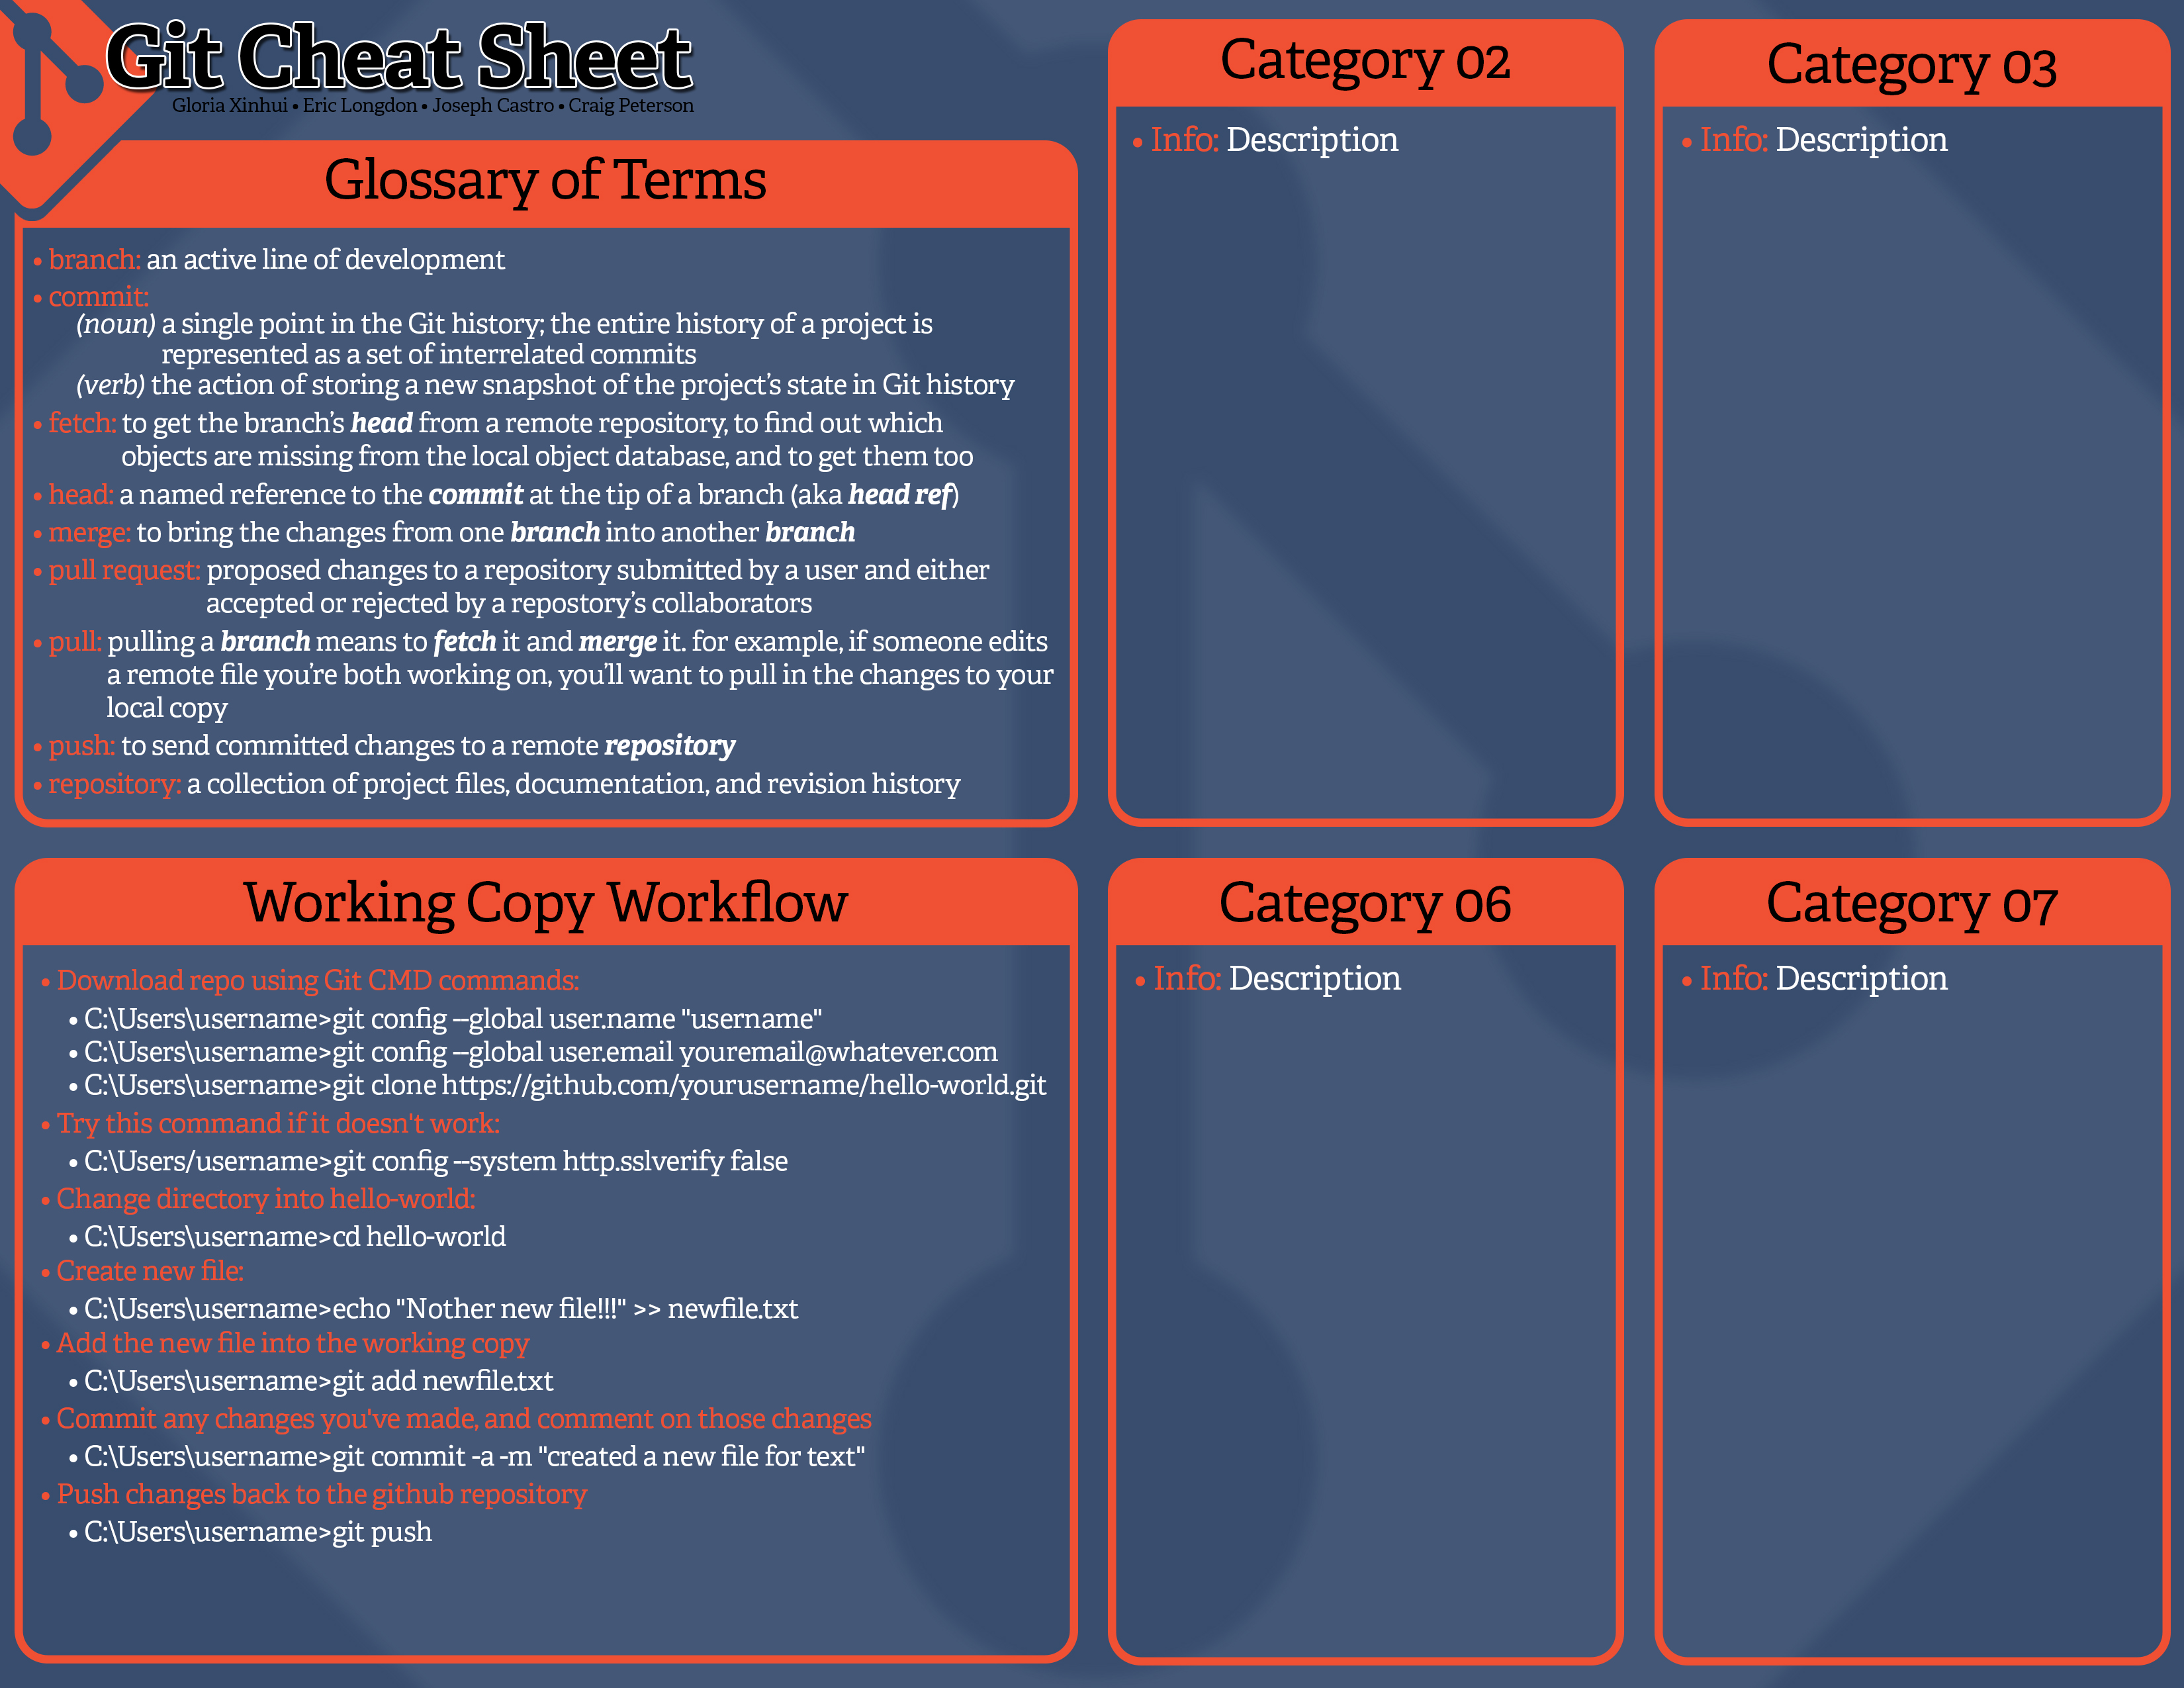 Git Cheat Sheet
Gloria Xinhui • Eric Longdon • Joseph Castro • Craig Peterson
Glossary of Terms
• branch: an active line of development
• commit:
(noun) a single point in the Git history; the entire history of a project is
represented as a set of interrelated commits
(verb) the action of storing a new snapshot of the project's state in Git history
• fetch: to get the branch's head from a remote repository, to find out which
objects are missing from the local object database, and to get them too
• head: a named reference to the commit at the tip of a branch (aka head ref)
• merge: to bring the changes from one branch into another branch
• pull request: proposed changes to a repository submitted by a user and either
accepted or rejected by a repostory's collaborators
• pull: pulling a branch means to fetch it and merge it. for example, if someone edits
a remote file you're both working on, you'll want to pull in the changes to your
local copy
• push: to send committed changes to a remote repository
• repository: a collection of project files, documentation, and revision history
Category 02
• Info: Description
Category 03
• Info: Description
Working Copy Workflow
• Download repo using Git CMD commands:
• C:\Users\username>git config --global user.name "username"
• C:\Users\username>git config --global user.email youremail@whatever.com
• C:\Users\username>git clone https://github.com/yourusername/hello-world.git
• Try this command if it doesn't work:
• C:\Users/username>git config --system http.sslverify false
• Change directory into hello-world:
• C:\Users\username>cd hello-world
• Create new file:
• C:\Users\username>echo "Nother new file!!!" >> newfile.txt
• Add the new file into the working copy
• C:\Users\username>git add newfile.txt
• Commit any changes you've made, and comment on those changes
• C:\Users\username>git commit -a -m "created a new file for text"
• Push changes back to the github repository
• C:\Users\username>git push
Category 06
• Info: Description
Category 07
• Info: Description